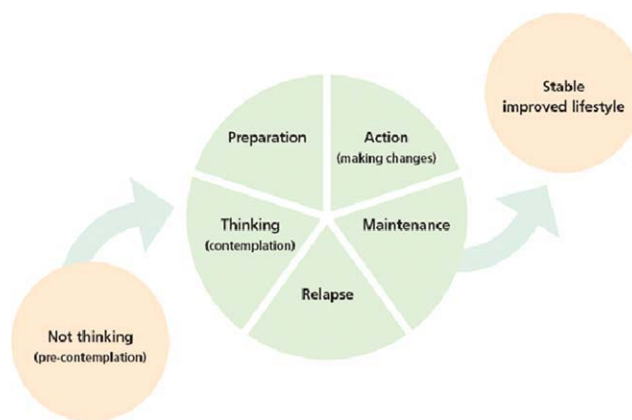 Stable
improved lifestyle
Preparation
Action
(making changes)
Thinking
(contemplation)
Maintenance
Relapse
Not thinking
(pre-contemplation)